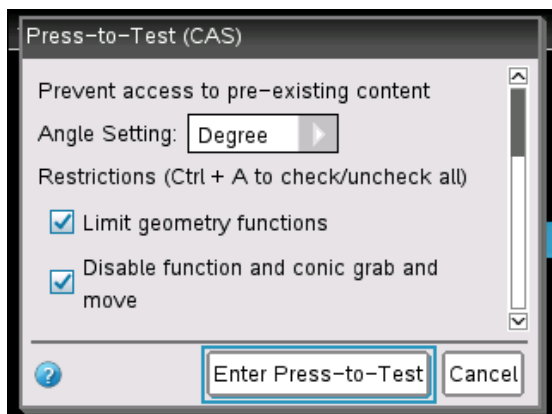 Press-to-Test (CAS)
Prevent access to pre-existing content
Angle Setting: Degree
Restrictions (Ctrl + A to check/uncheck all)
Limit geometry functions
Disable function and conic grab and
move
Enter Press-to-Test Cancel